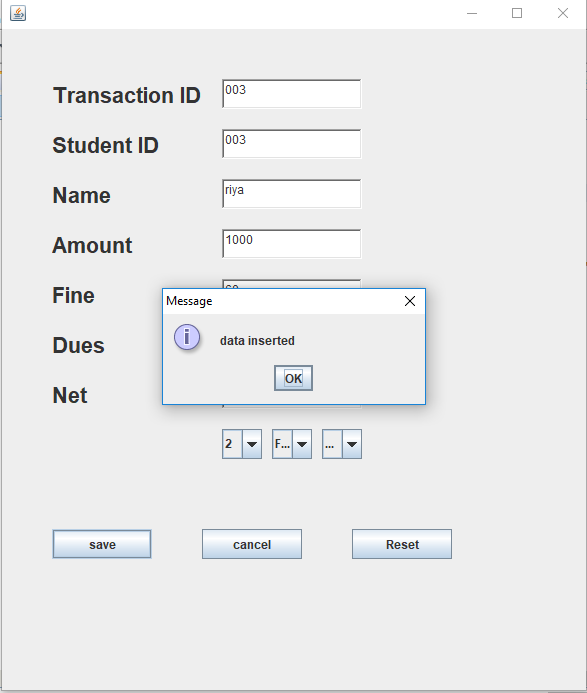 Transaction ID 003
Student ID 003
Name riya
Amount 1000
Fine
Message
Dues
data inserted
OK
Net
2 F... ...
save cancel Reset